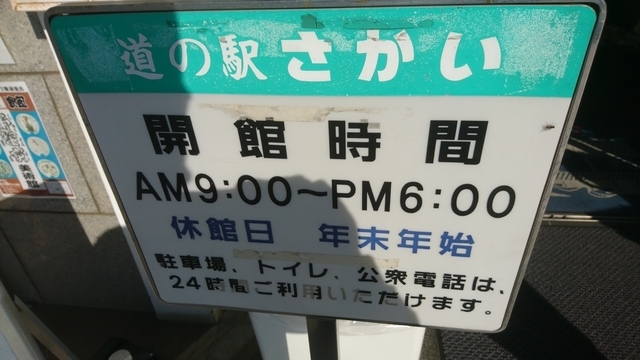 道の駅さかい
開館時間
AM9:00～PM6:00
休館日　年末年始
駐車場、トイレ、公衆電話は、
24時間ご利用いただけます。